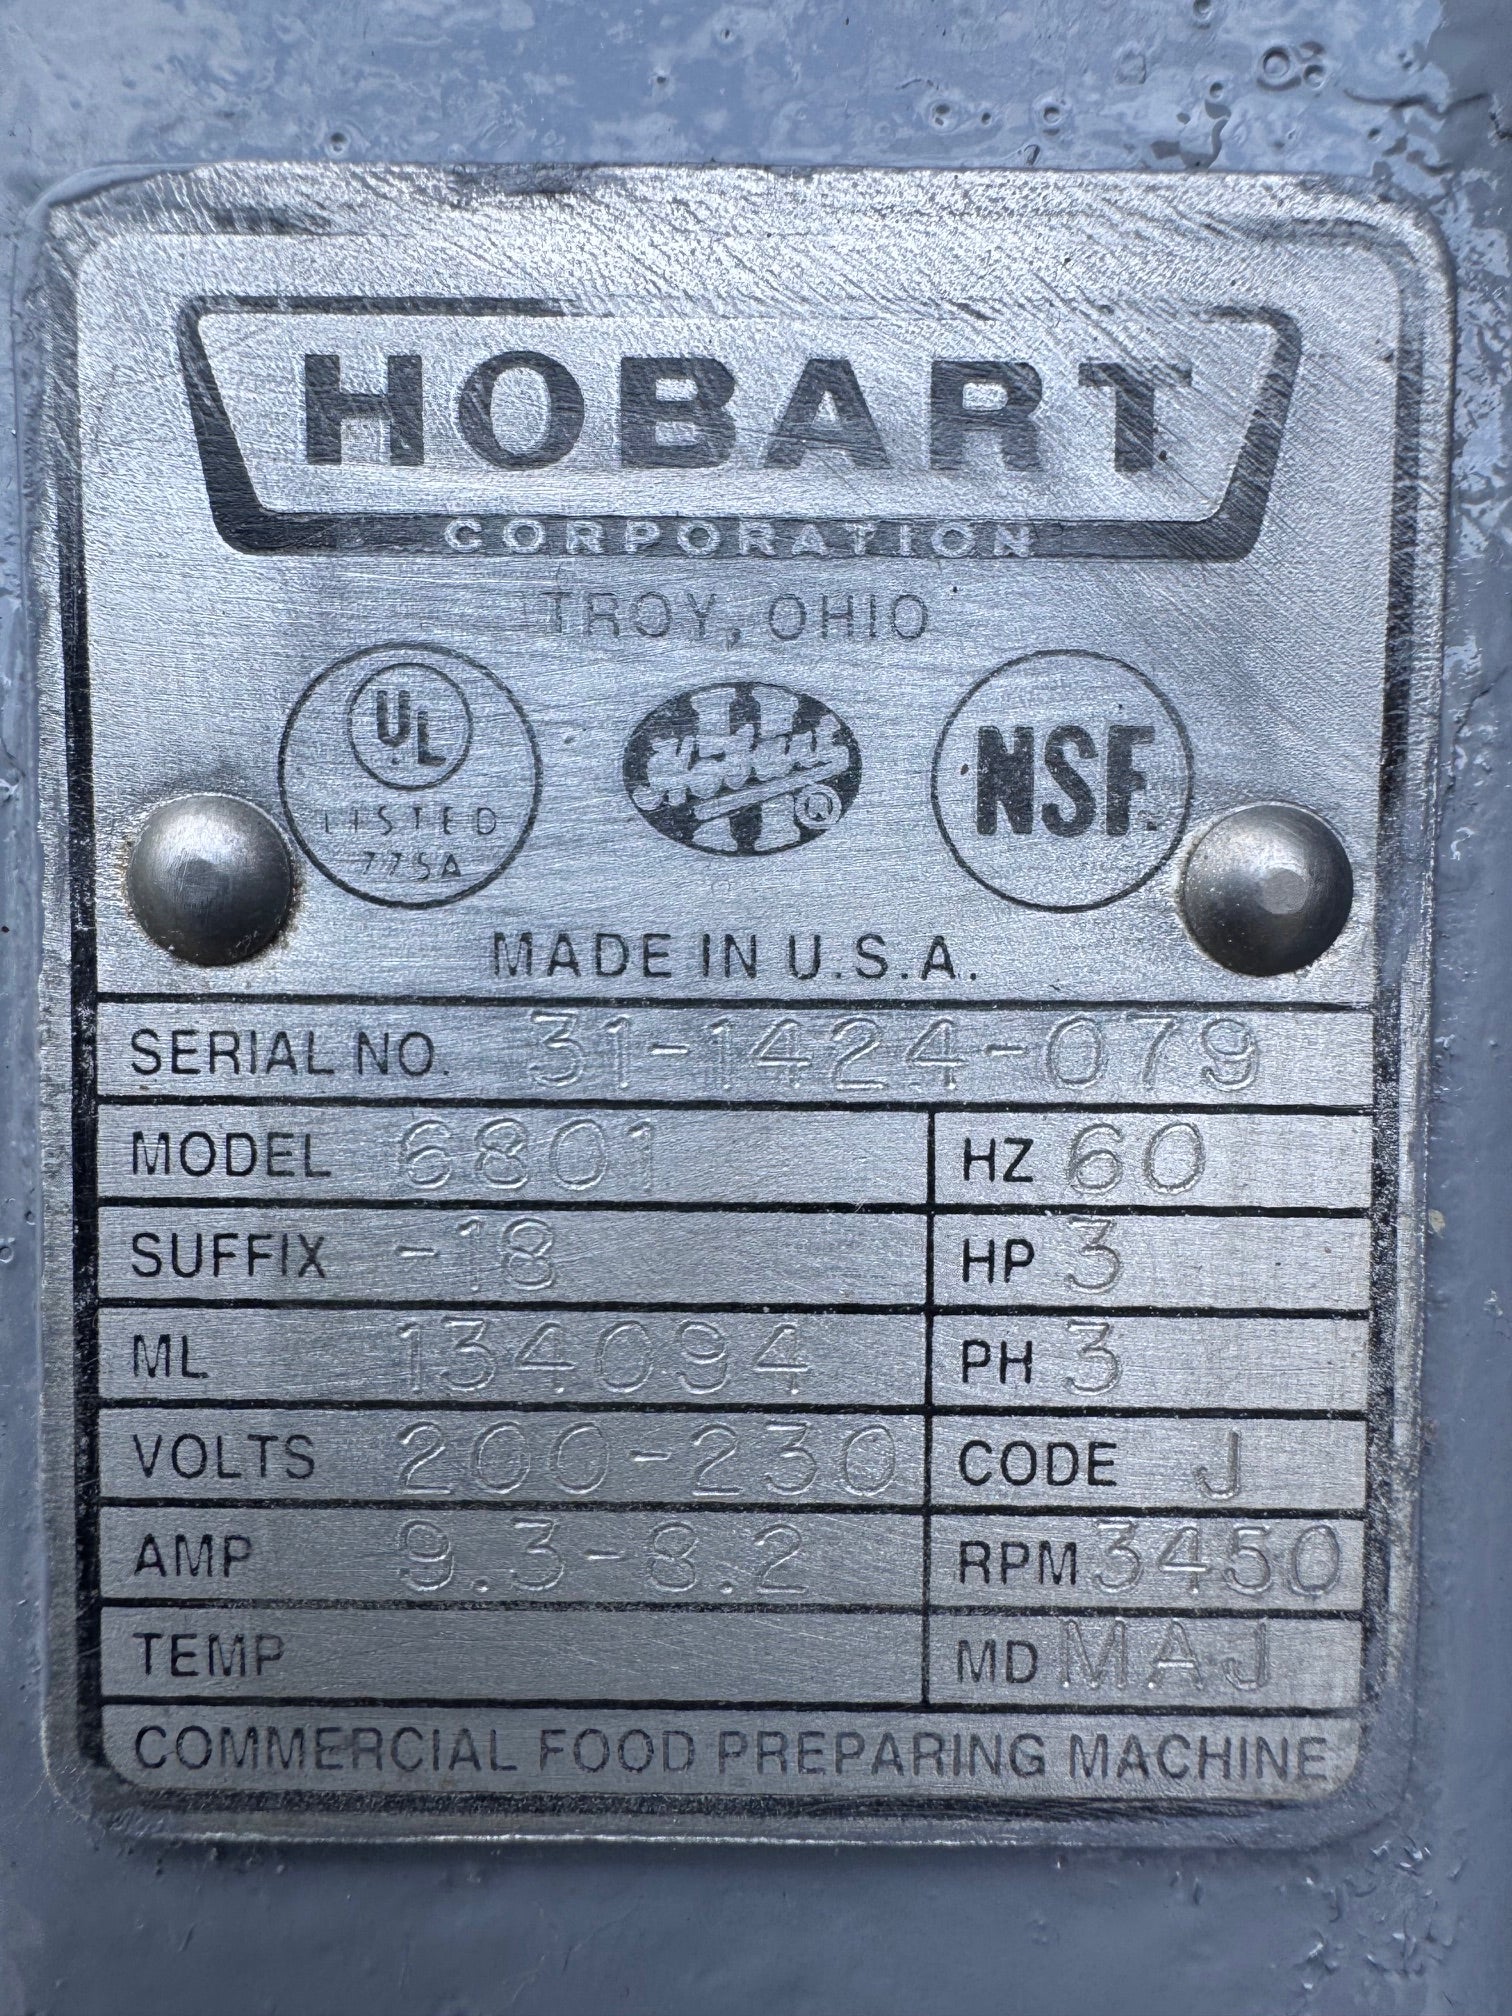 HOBART
CORPORATION
TROY, OHIO
UL
LISTED
775A
Hobart
®
NSF
MADE IN U.S.A.
SERIAL NO. 31-1424-079
MODEL 6801 HZ 60
SUFFIX -18 HP 3
ML 134094 PH 3
VOLTS 200-230 CODE J
AMP 9.3-8.2 RPM 3450
TEMP MD MAJ
COMMERCIAL FOOD PREPARING MACHINE